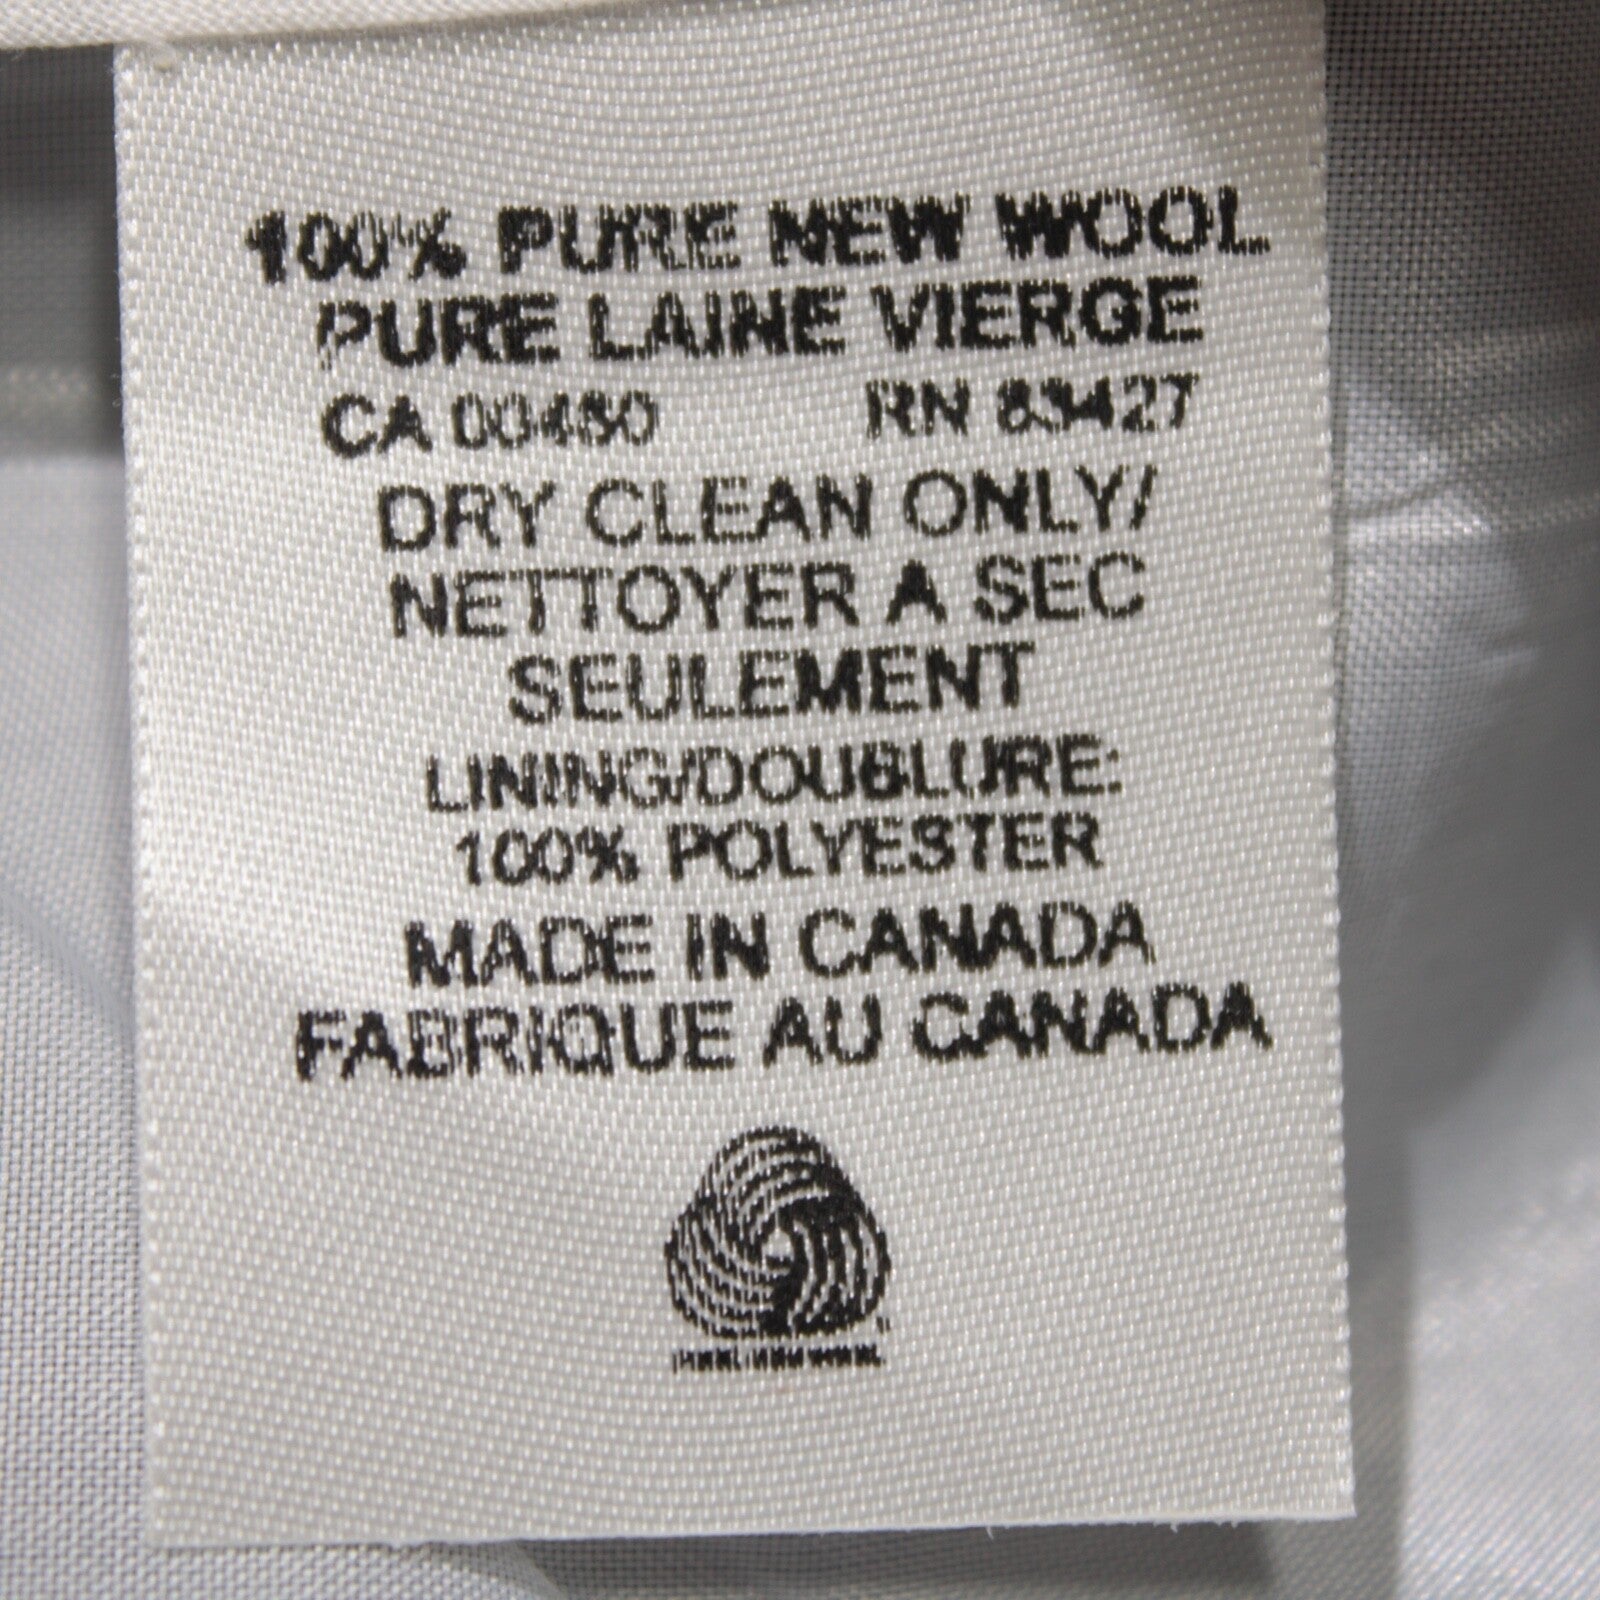 100% PURE NEW WOOL
PURE LAINE VIERGE
CA 00480 RN 83427
DRY CLEAN ONLY/
NETTOYER A SEC
SEULEMENT
LINING/DOUBLURE:
100% POLYESTER
MADE IN CANADA
FABRIQUE AU CANADA